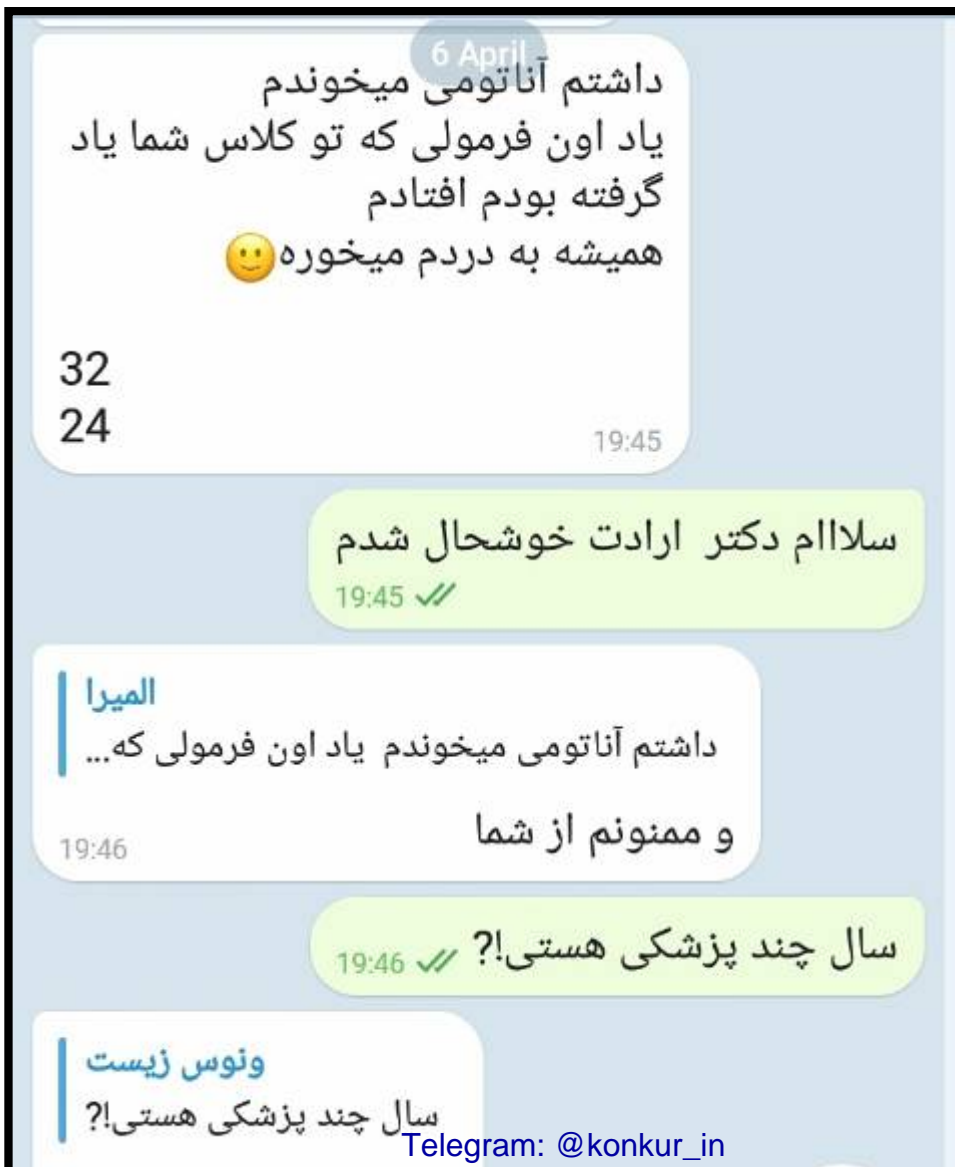 6 April
داشتم آناتومی میخوندم
یاد اون فرمولی که تو کلاس شما یاد
گرفته بودم افتادم
همیشه به دردم میخوره🙂
32
24
19:45
سلااام دکتر ارادت خوشحال شدم
19:45
المیرا
داشتم آناتومی میخوندم یاد اون فرمولی که...
و ممنونم از شما
19:46
سال چند پزشکی هستی!?
19:46
ونوس زیست
سال چند پزشکی هستی!?
Telegram: @konkur_in